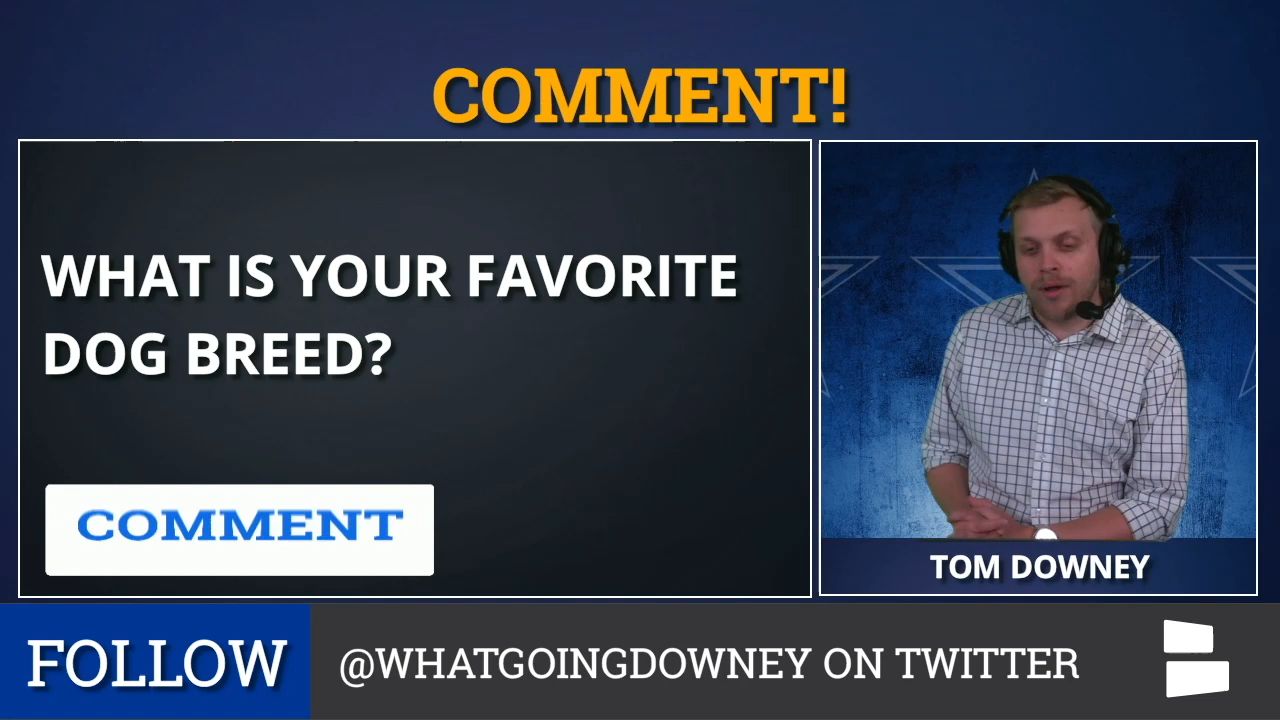 COMMENT!
WHAT IS YOUR FAVORITE
DOG BREED?
COMMENT
TOM DOWNEY
FOLLOW
@WHATGOINGDOWNEY ON TWITTER